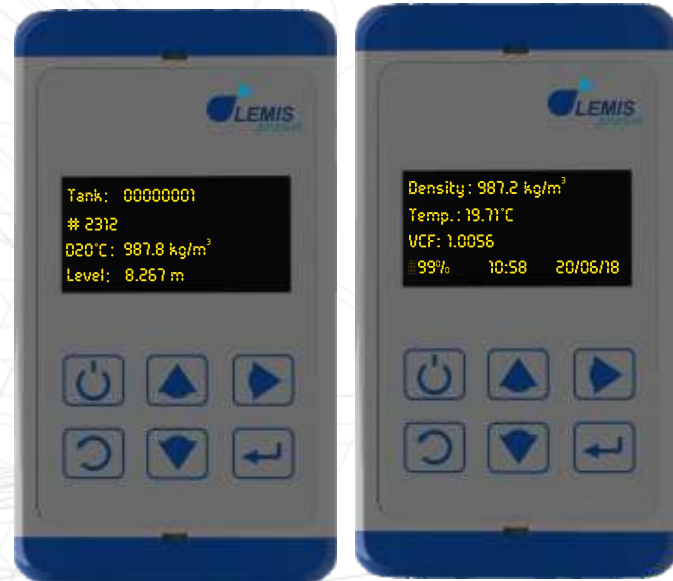 LEMIS
Tank: 00000001
# 2312
D20°C: 987.8 kg/m³
Level: 8.267 m
LEMIS
Density: 987.2 kg/m³
Temp.: 19.71°C
VCF: 1.0056
99% 10:58 20/06/18